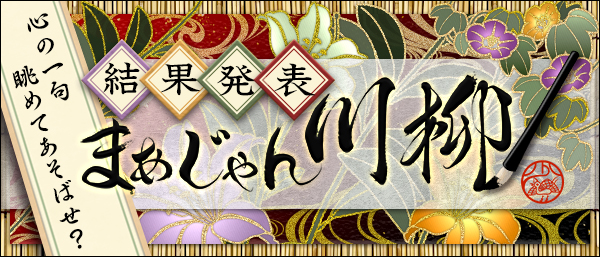 心の一句
眺めてあそばせ？
結果発表
まぁじゃん川柳